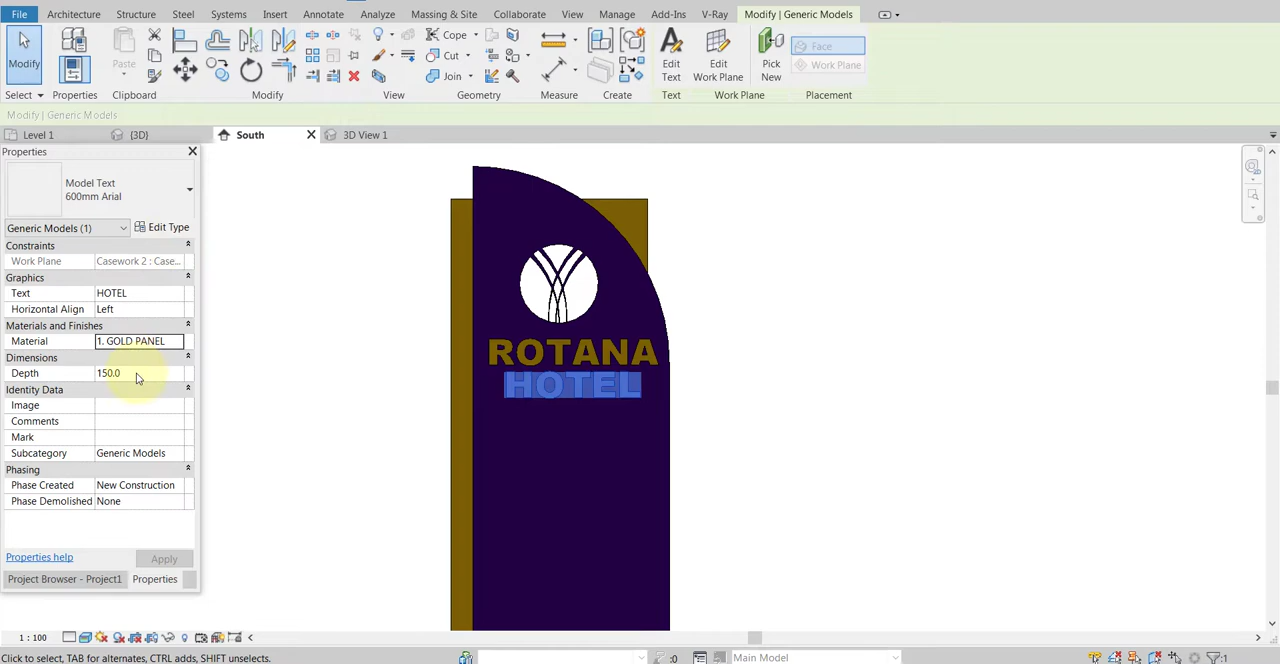 File Architecture Structure Steel Systems Insert Annotate Analyze Massing & Site Collaborate View Manage Add-Ins V-Ray Modify | Generic Models
Modify
Paste
Cope
Cut
Join
Edit Text
Edit Work Plane
Pick New
Face
Work Plane
Select Properties Clipboard Modify View Geometry Measure Create Text Work Plane Placement
Modify | Generic Models
Level 1 {3D} South 3D View 1
Properties
Model Text
600mm Arial
Generic Models (1) Edit Type
Constraints
Work Plane Casework 2 : Case...
Graphics
Text HOTEL
Horizontal Align Left
Materials and Finishes
Material 1. GOLD PANEL
Dimensions
Depth 150.0
Identity Data
Image
Comments
Mark
Subcategory Generic Models
Phasing
Phase Created New Construction
Phase Demolished None
Properties help Apply
Project Browser - Project1 Properties
ROTANA
HOTEL
1 : 100
Click to select, TAB for alternates, CTRL adds, SHIFT unselects. :0 Main Model :1